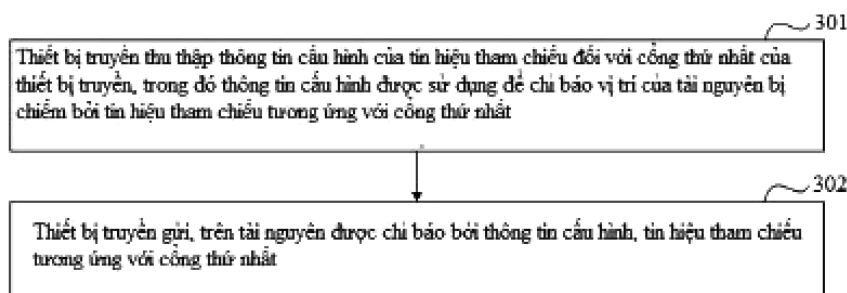 301
Thiết bị truyền thu thập thông tin cấu hình của tín hiệu tham chiếu đối với cổng thứ nhất của
thiết bị truyền, trong đó thông tin cấu hình được sử dụng để chỉ báo vị trí của tài nguyên bị
chiếm bởi tín hiệu tham chiếu tương ứng với cổng thứ nhất
302
Thiết bị truyền gửi, trên tài nguyên được chỉ báo bởi thông tin cấu hình, tín hiệu tham chiếu
tương ứng với cổng thứ nhất